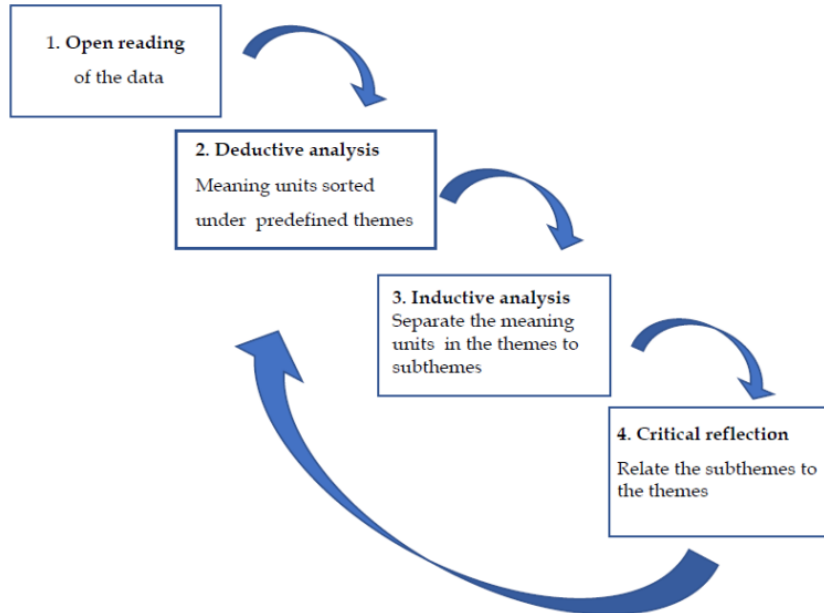 1. Open reading
of the data
2. Deductive analysis
Meaning units sorted
under predefined themes
3. Inductive analysis
Separate the meaning
units in the themes to
subthemes
4. Critical reflection
Relate the subthemes to
the themes